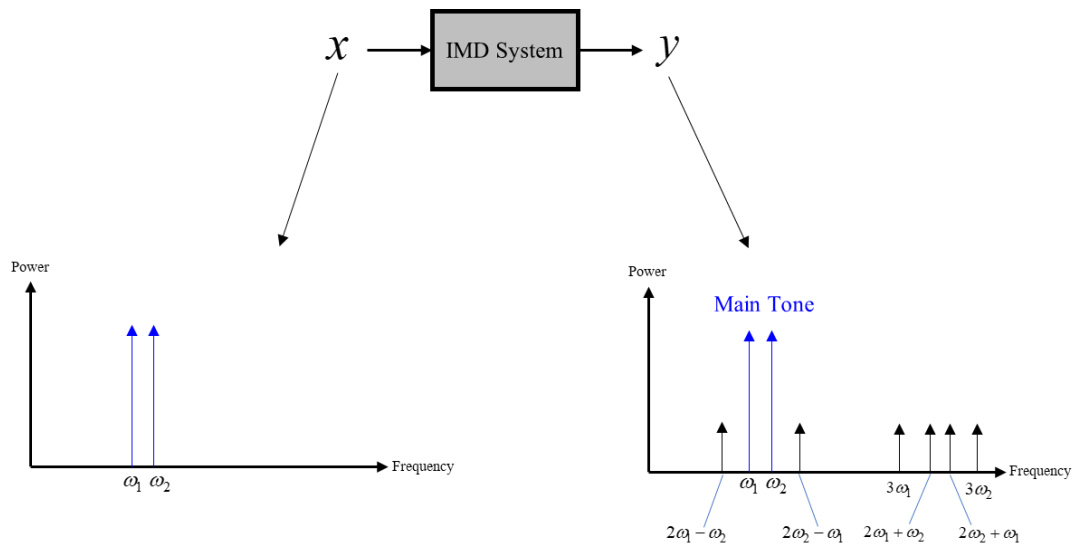 x
IMD System
y
Power
ω₁
ω₂
Frequency
Power
Main Tone
ω₁
ω₂
3ω₁
3ω₂
Frequency
2ω₁ − ω₂
2ω₂ − ω₁
2ω₁ + ω₂
2ω₂ + ω₁